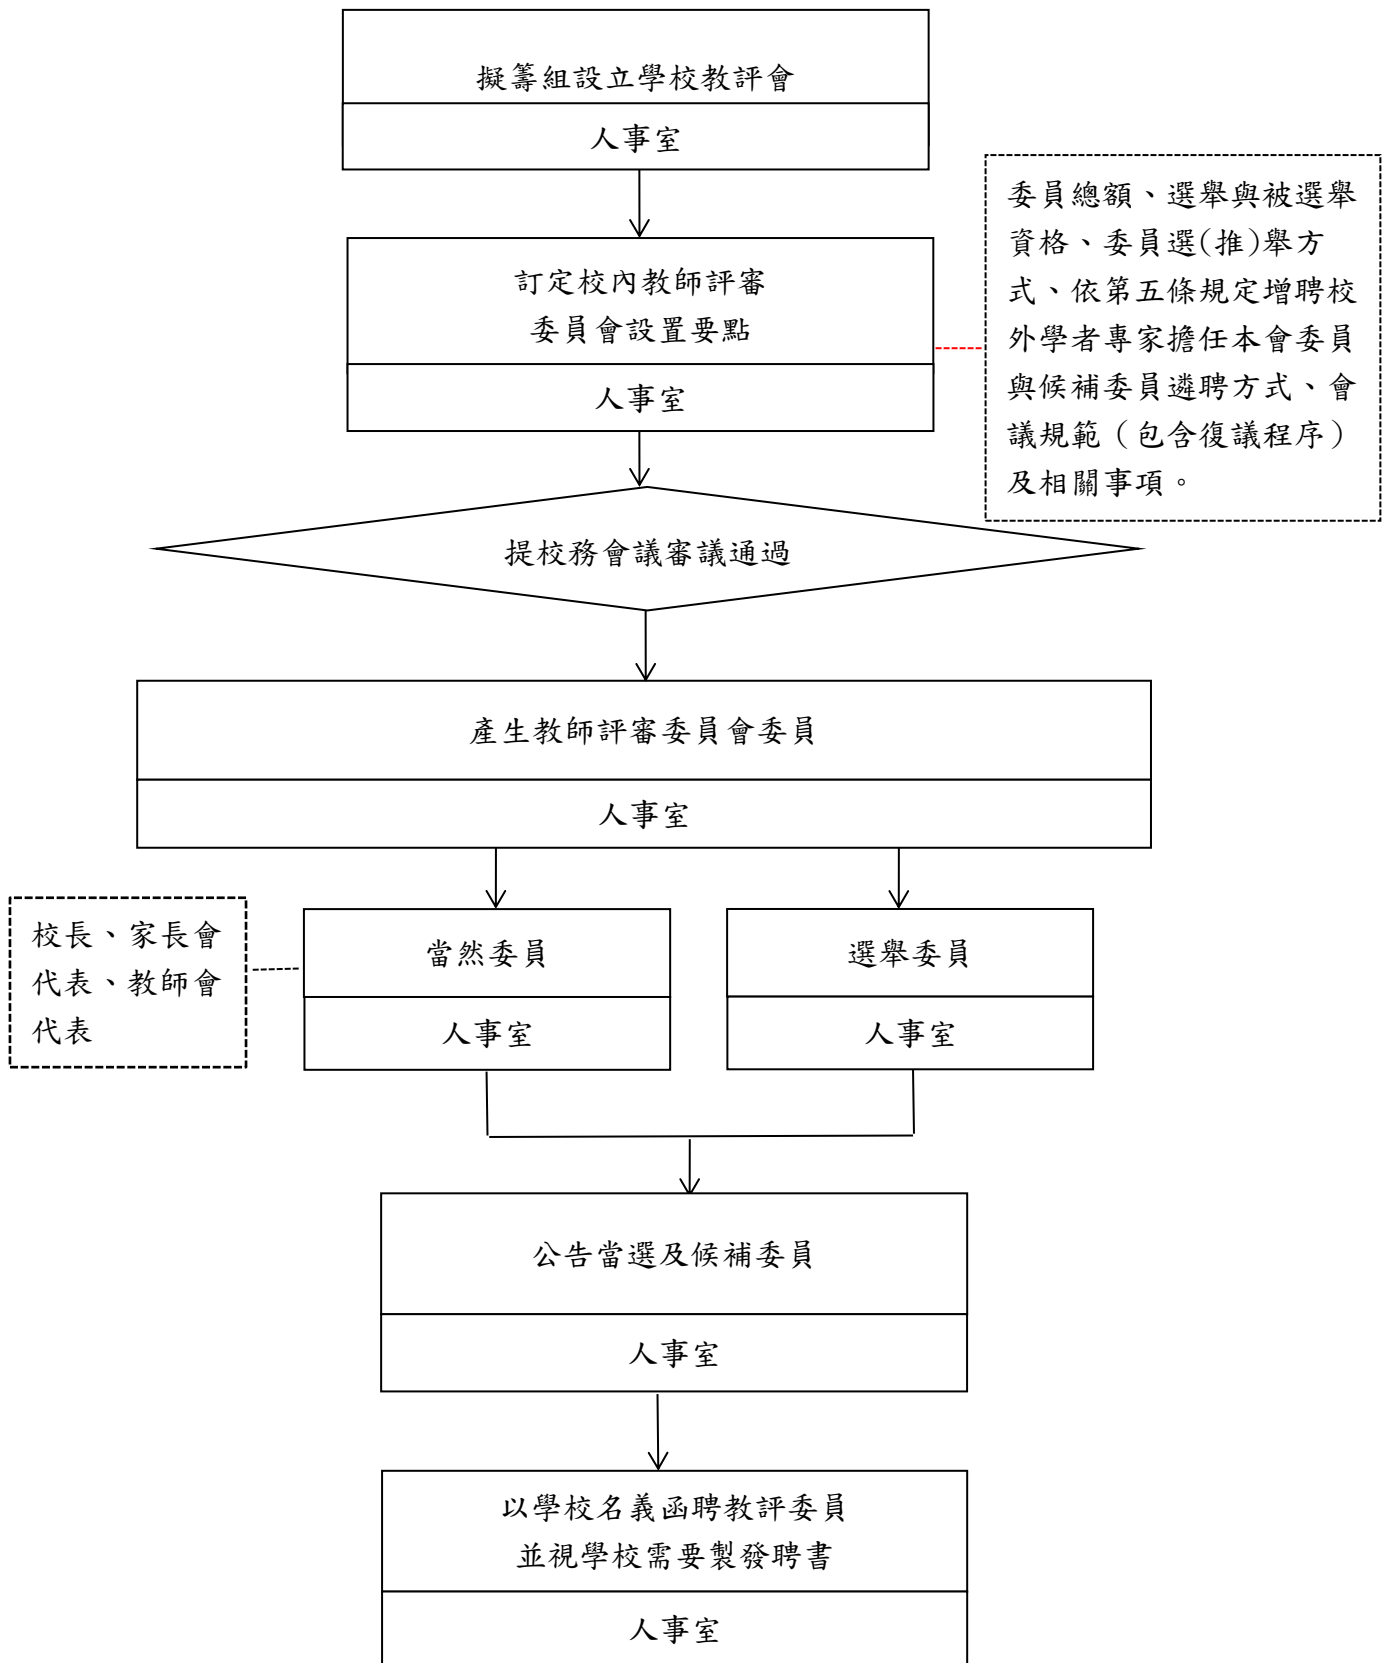 擬籌組設立學校教評會
人事室
訂定校內教師評審
委員會設置要點
人事室
委員總額、選舉與被選舉
資格、委員選(推)舉方
式、依第五條規定增聘校
外學者專家擔任本會委員
與候補委員遴聘方式、會
議規範（包含復議程序）
及相關事項。
提校務會議審議通過
產生教師評審委員會委員
人事室
校長、家長會
代表、教師會
代表
當然委員
人事室
選舉委員
人事室
公告當選及候補委員
人事室
以學校名義函聘教評委員
並視學校需要製發聘書
人事室